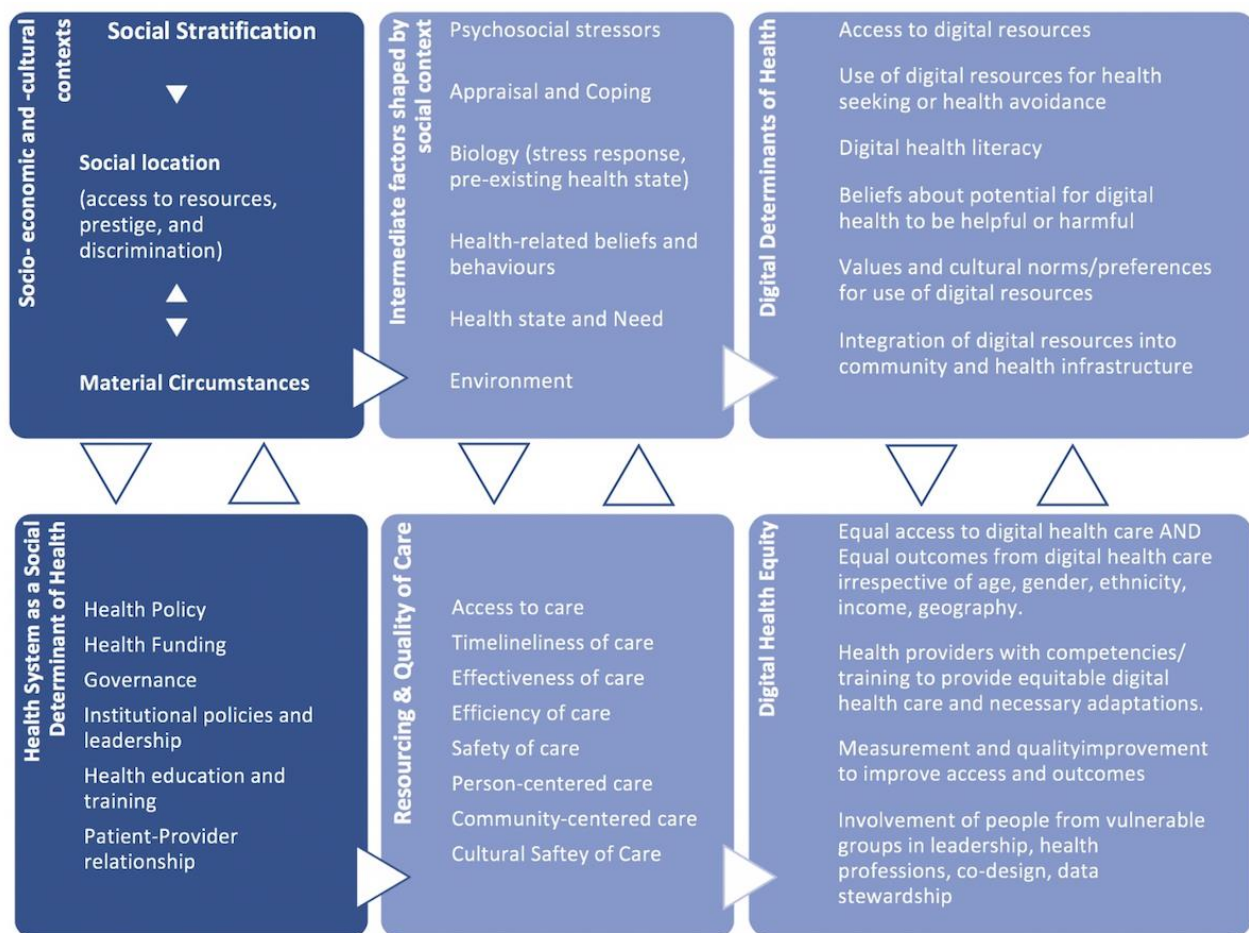 Socio- economic and -cultural
contexts
Social Stratification
Social location
(access to resources,
prestige, and
discrimination)
Material Circumstances
Intermediate factors shaped by
social context
Psychosocial stressors
Appraisal and Coping
Biology (stress response,
pre-existing health state)
Health-related beliefs and
behaviours
Health state and Need
Environment
Digital Determinants of Health
Access to digital resources
Use of digital resources for health
seeking or health avoidance
Digital health literacy
Beliefs about potential for digital
health to be helpful or harmful
Values and cultural norms/preferences
for use of digital resources
Integration of digital resources into
community and health infrastructure
Health System as a Social
Determinant of Health
Health Policy
Health Funding
Governance
Institutional policies and
leadership
Health education and
training
Patient-Provider
relationship
Resourcing & Quality of Care
Access to care
Timelineliness of care
Effectiveness of care
Efficiency of care
Safety of care
Person-centered care
Community-centered care
Cultural Saftey of Care
Digital Health Equity
Equal access to digital health care AND
Equal outcomes from digital health care
irrespective of age, gender, ethnicity,
income, geography.
Health providers with competencies/
training to provide equitable digital
health care and necessary adaptations.
Measurement and qualityimprovement
to improve access and outcomes
Involvement of people from vulnerable
groups in leadership, health
professions, co-design, data
stewardship